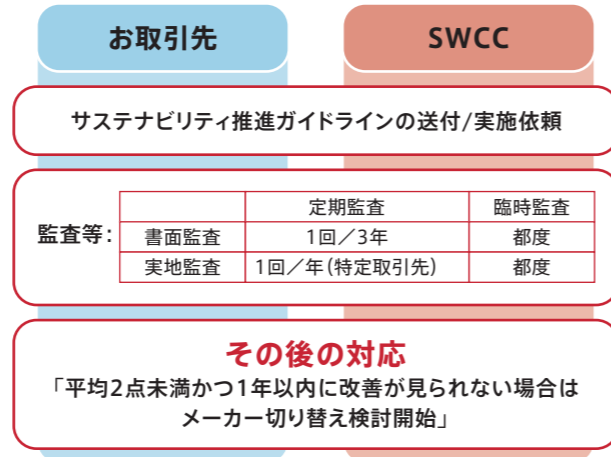 お取引先 SWCC
サステナビリティ推進ガイドラインの送付/実施依頼
定期監査 臨時監査
監査等: 書面監査 1回／3年 都度
実地監査 1回／年(特定取引先) 都度
その後の対応
「平均2点未満かつ1年以内に改善が見られない場合は
メーカー切り替え検討開始」